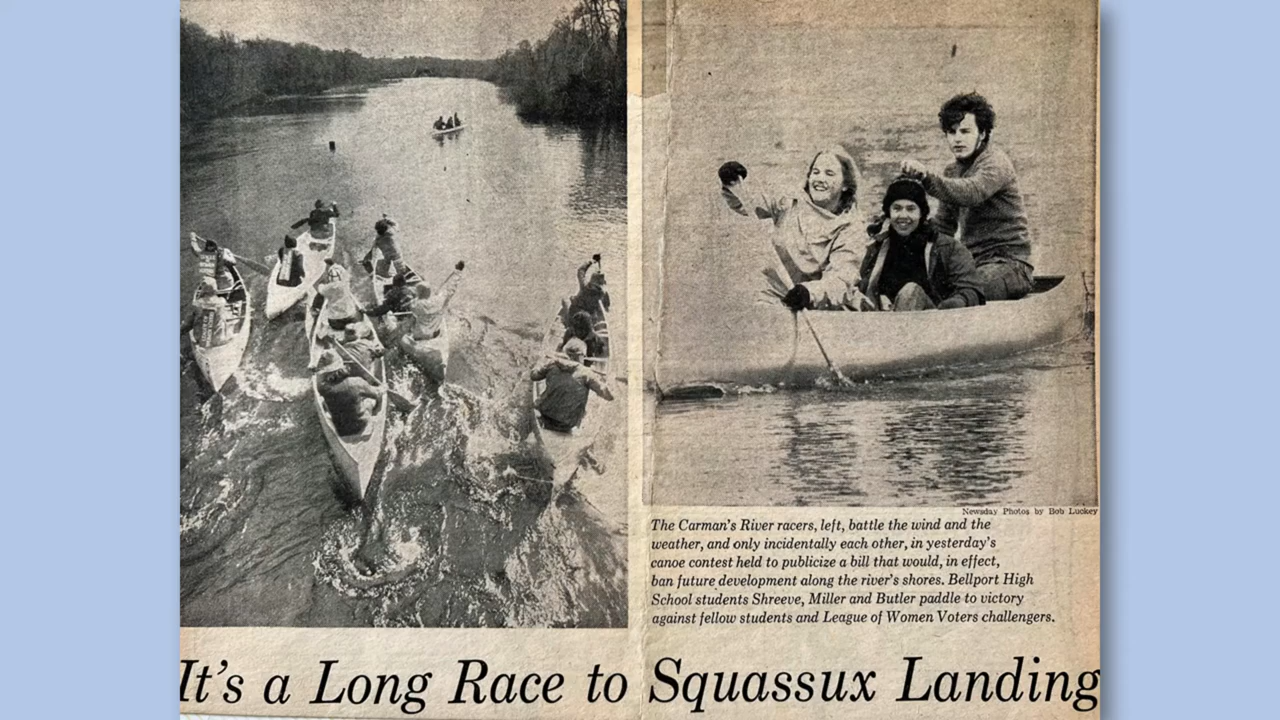 Newsday Photos by Bob Luckey
The Carman's River racers, left, battle the wind and the
weather, and only incidentally each other, in yesterday's
canoe contest held to publicize a bill that would, in effect,
ban future development along the river's shores. Bellport High
School students Shreeve, Miller and Butler paddle to victory
against fellow students and League of Women Voters challengers.
It's a Long Race to Squassux Landing